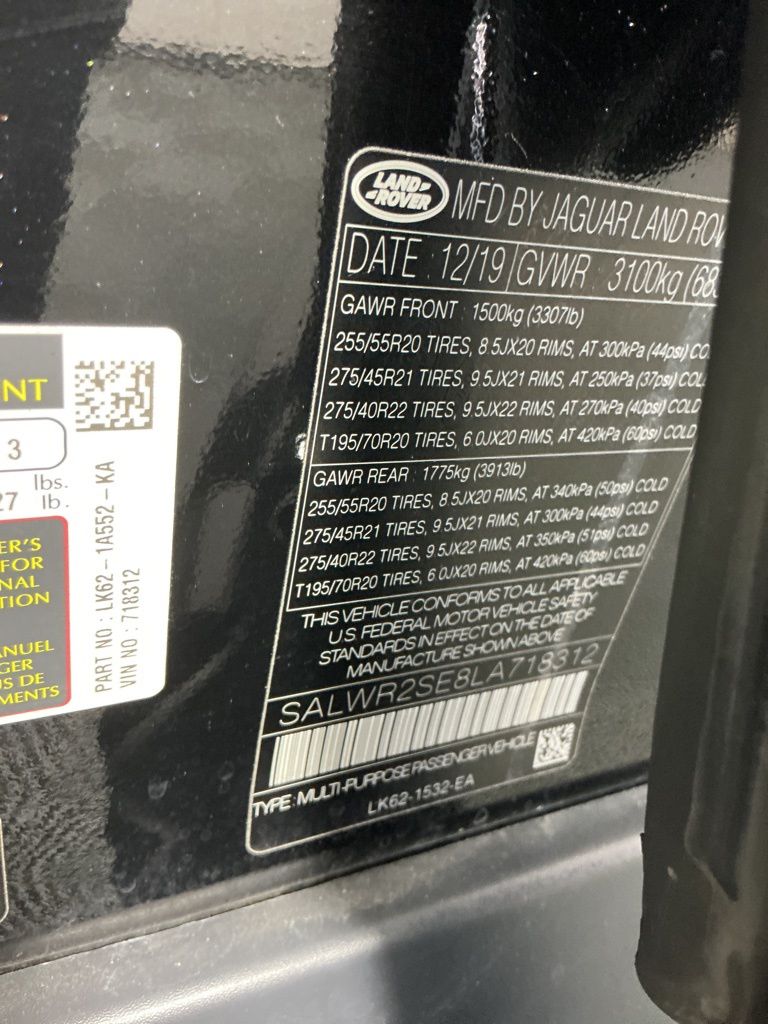 LAND-
-ROVER
MFD BY JAGUAR LAND ROV
DATE : 12/19 GVWR : 3100kg (68
GAWR FRONT : 1500kg (3307lb)
255/55R20 TIRES, 8.5JX20 RIMS, AT 300kPa (44psi) CO
275/45R21 TIRES, 9.5JX21 RIMS, AT 250kPa (37psi) COL
275/40R22 TIRES, 9.5JX22 RIMS, AT 270kPa (40psi) COLD
T195/70R20 TIRES, 6.0JX20 RIMS, AT 420kPa (60psi) COLD
GAWR REAR : 1775kg (3913lb)
255/55R20 TIRES, 8.5JX20 RIMS, AT 340kPa (50psi) COLD
275/45R21 TIRES, 9.5JX21 RIMS, AT 300kPa (44psi) COLD
275/40R22 TIRES, 9.5JX22 RIMS, AT 350kPa (51psi) COLD
T195/70R20 TIRES, 6.0JX20 RIMS, AT 420kPa (60psi) COLD
THIS VEHICLE CONFORMS TO ALL APPLICABLE
U.S. FEDERAL MOTOR VEHICLE SAFETY
STANDARDS IN EFFECT ON THE DATE OF
MANUFACTURE SHOWN ABOVE
SALWR2SE8LA718312
TYPE : MULTI-PURPOSE PASSENGER VEHICLE
LK62-1532-EA
NT
3
lbs.
27 lb.
ER'S
FOR
NAL
TION
ANUEL
GER
US DE
MENTS
PART NO : LK62-1A552-KA
VIN NO : 718312